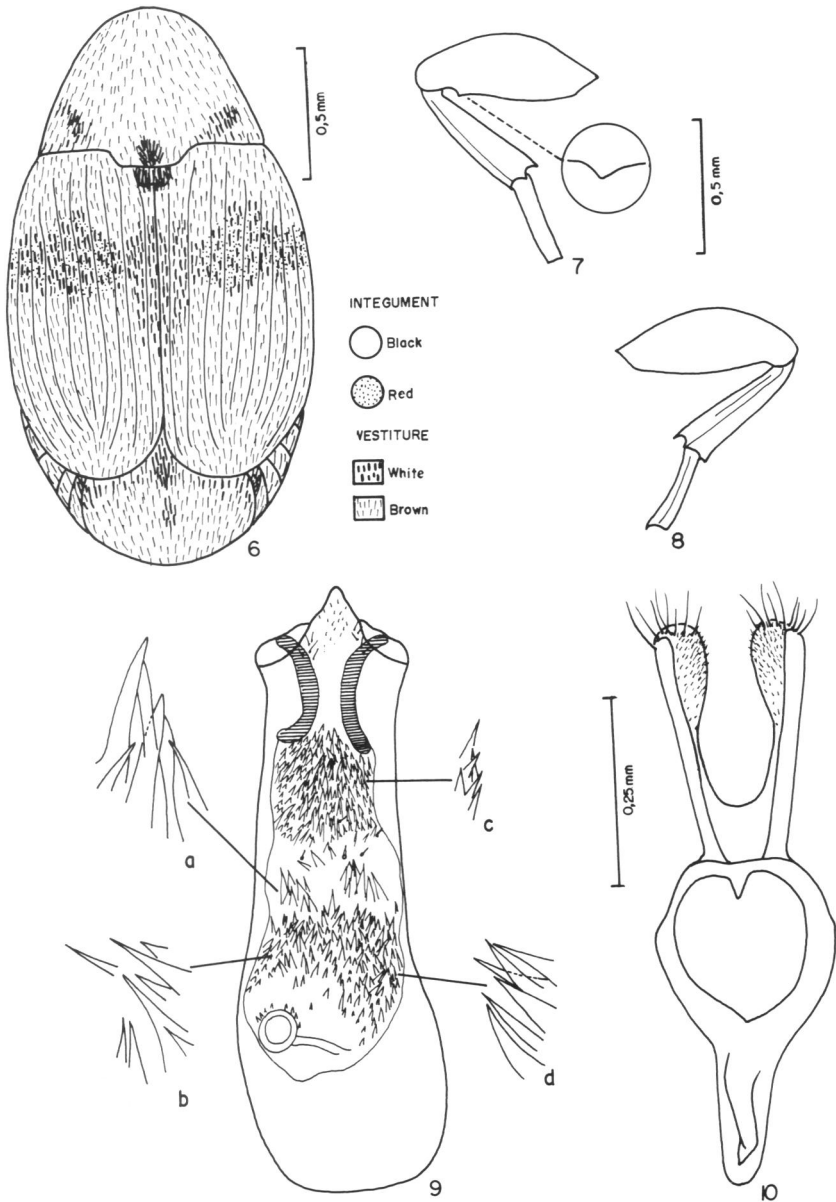 0,5 mm
7
0,5 mm
INTEGUMENT
Black
Red
VESTITURE
White
Brown
6
8
a
c
0,25 mm
b
d
9
10